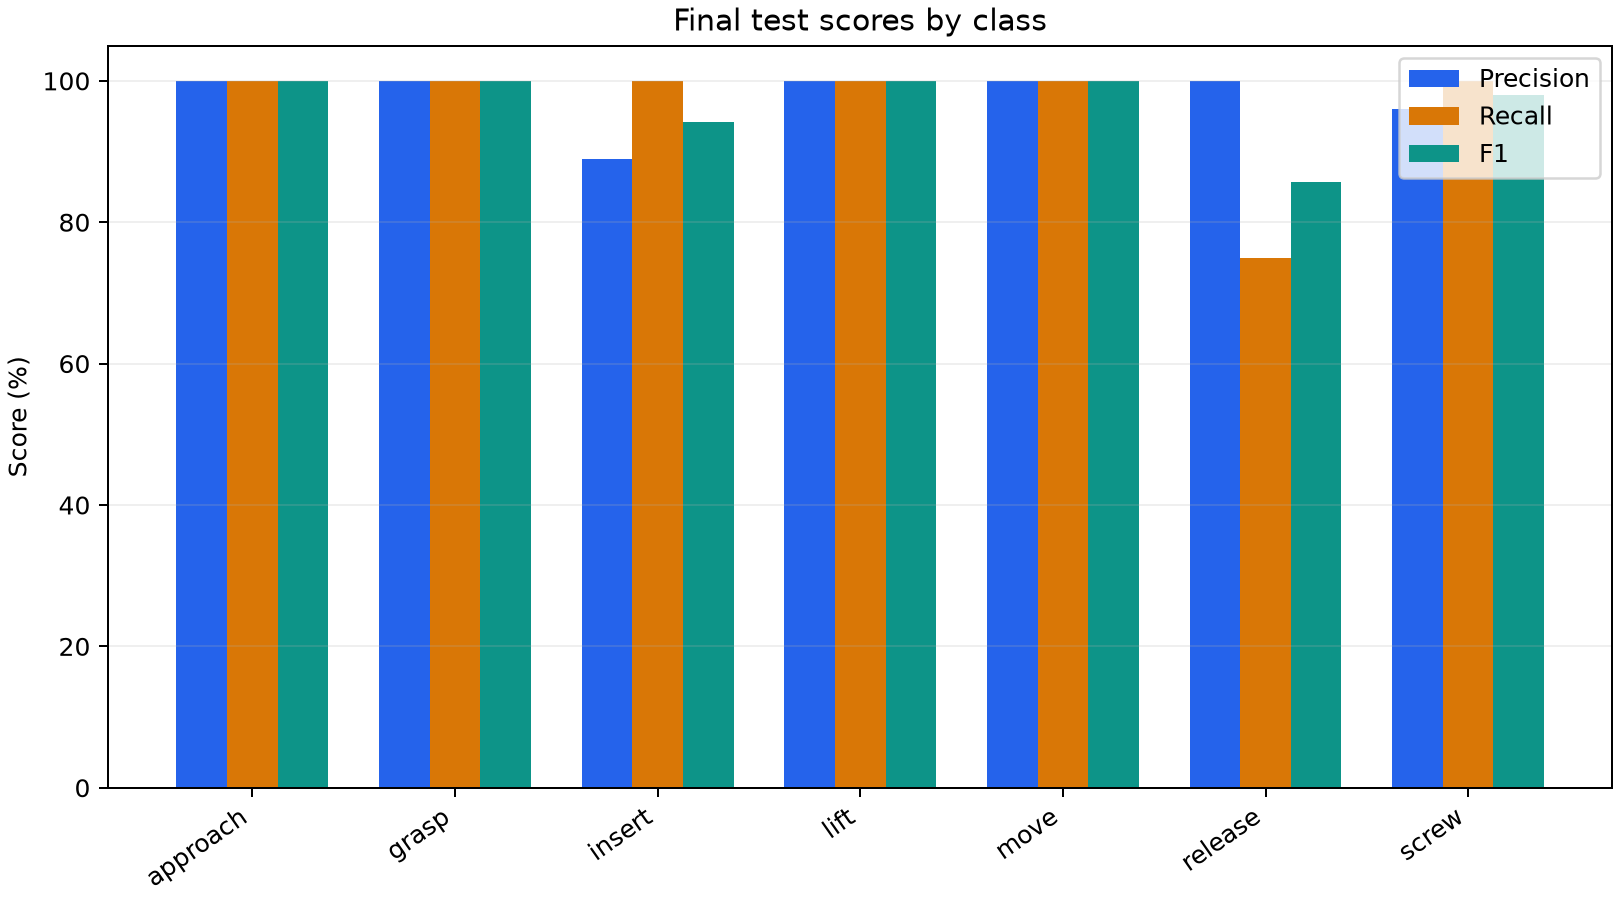 Final test scores by class
Precision
Recall
F1
Score (%)
100
80
60
40
20
0
approach
grasp
insert
lift
move
release
screw